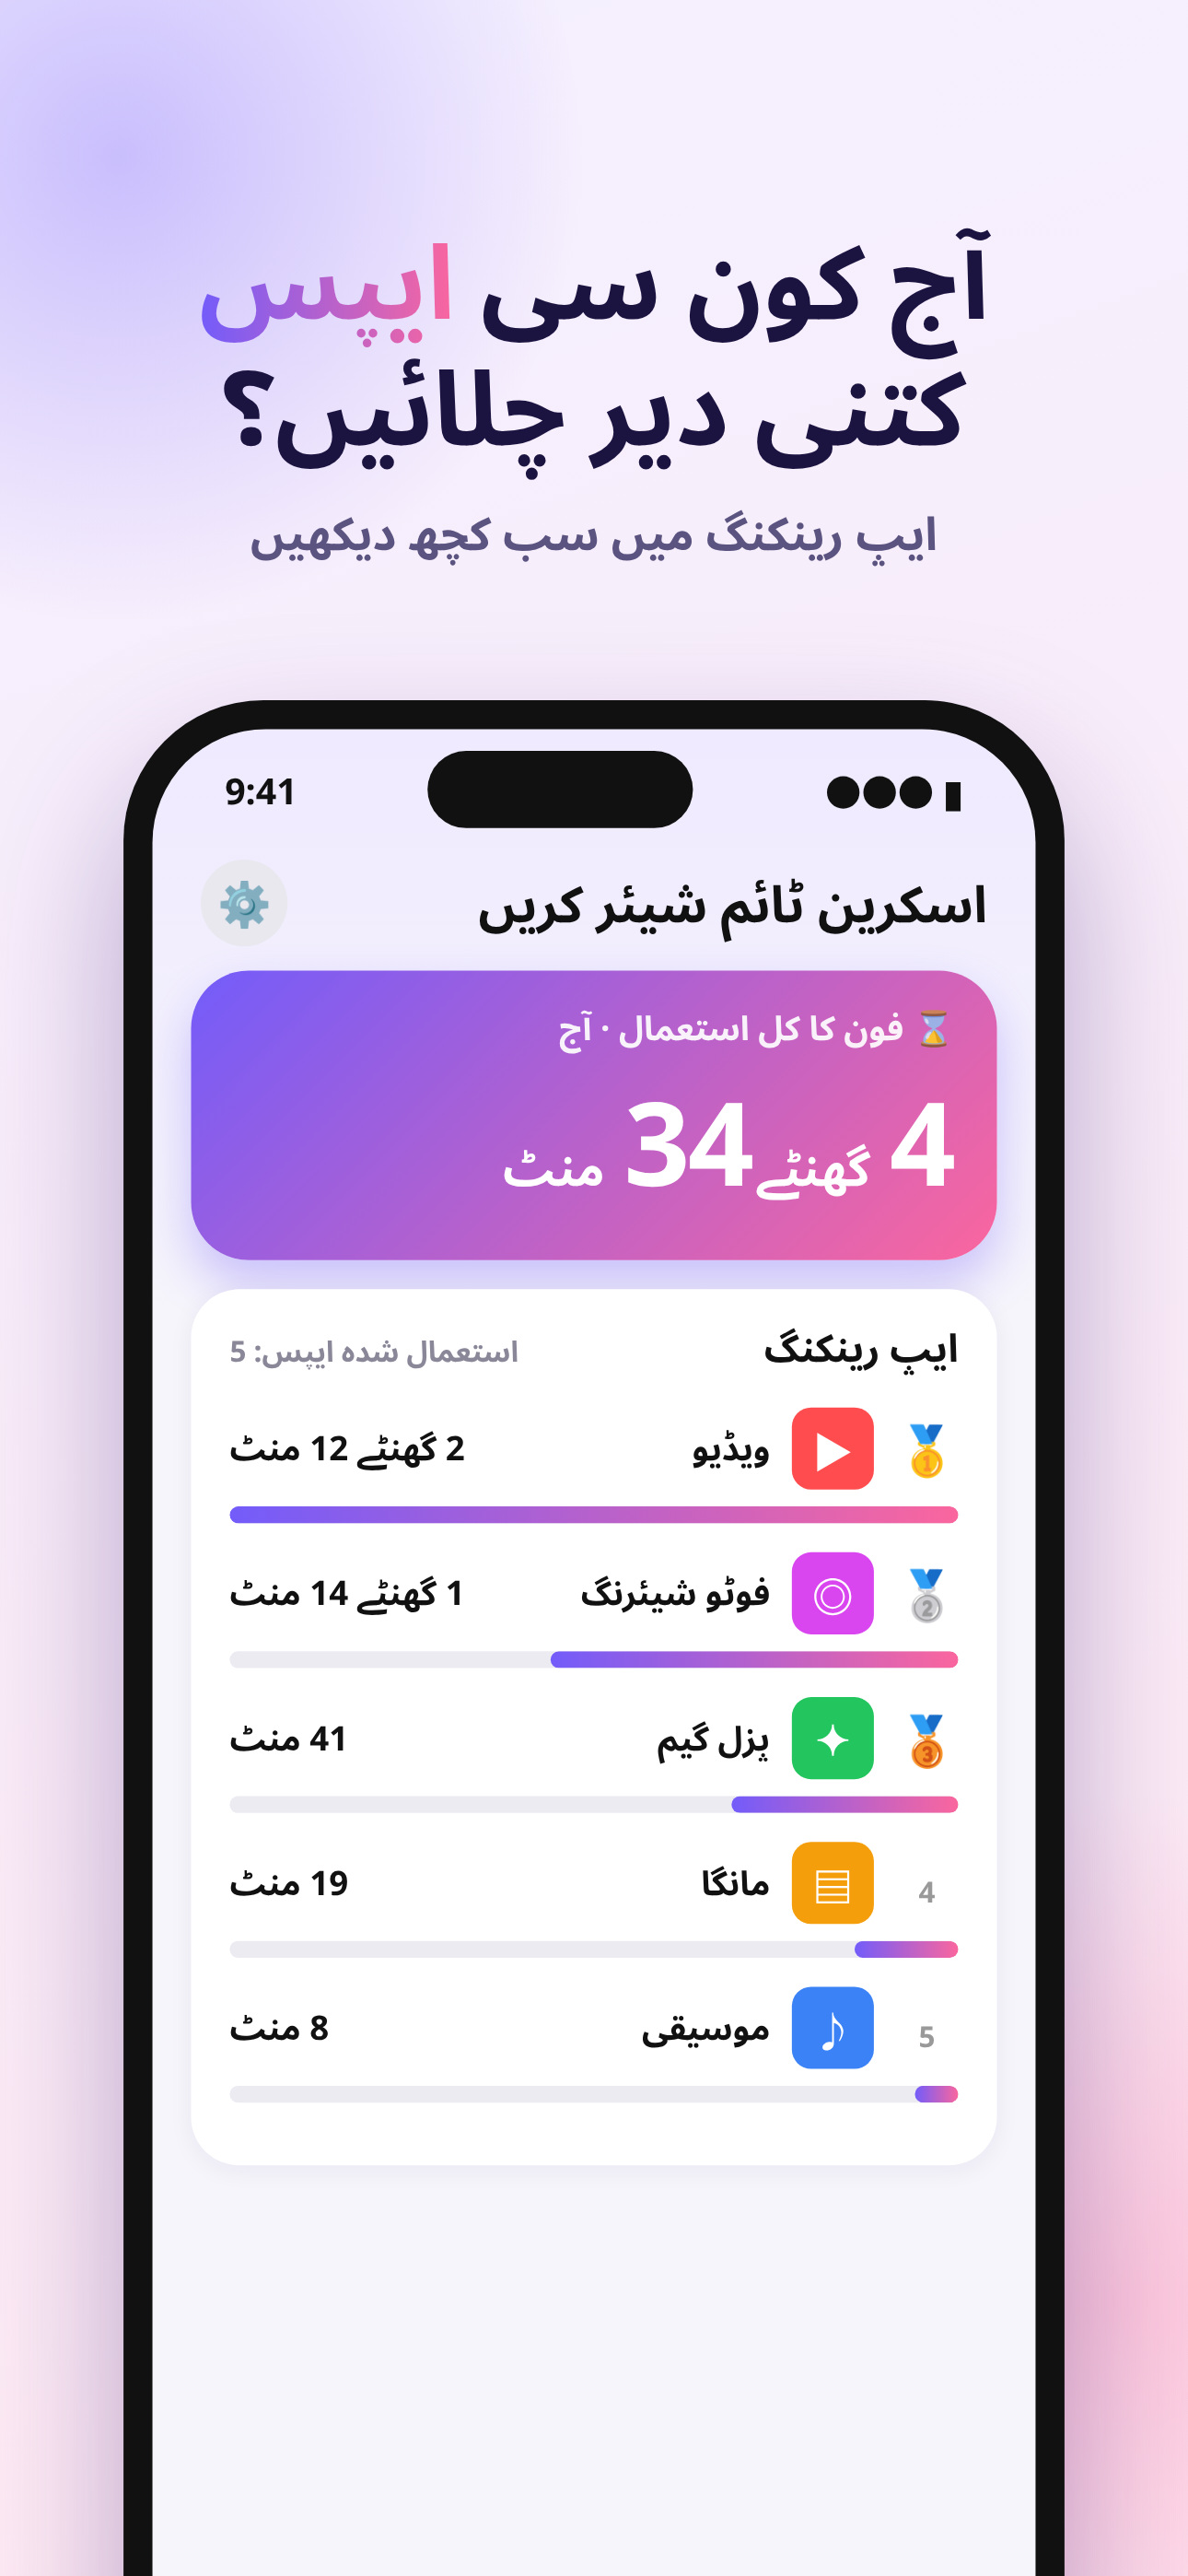 آج کون سی ایپس
کتنی دیر چلائیں؟
ایپ رینکنگ میں سب کچھ دیکھیں
9:41
اسکرین ٹائم شیئر کریں
⌛ فون کا کل استعمال · آج
4 گھنٹے 34 منٹ
ایپ رینکنگ
استعمال شدہ ایپس: 5
🥇 ویڈیو 2 گھنٹے 12 منٹ
🥈 فوٹو شیئرنگ 1 گھنٹے 14 منٹ
🥉 پزل گیم 41 منٹ
4 مانگا 19 منٹ
5 موسیقی 8 منٹ